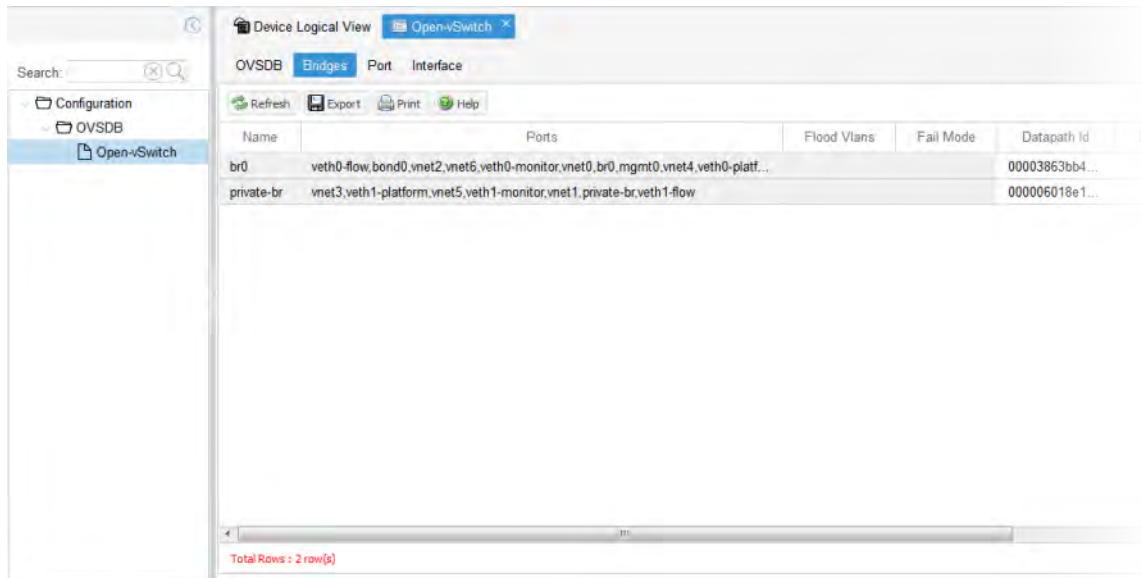 Device Logical View Open-vSwitch
Search:
OVSDB Bridges Port Interface
Configuration
OVSDB
Open-vSwitch
Refresh Export Print Help
Name Ports Flood Vlans Fail Mode Datapath Id
br0 veth0-flow,bond0,vnet2,vnet6,veth0-monitor,vnet0,br0,mgmt0,vnet4,veth0-platf... 00003863bb4...
private-br vnet3,veth1-platform,vnet5,veth1-monitor,vnet1,private-br,veth1-flow 000006018e1...
Total Rows : 2 row(s)